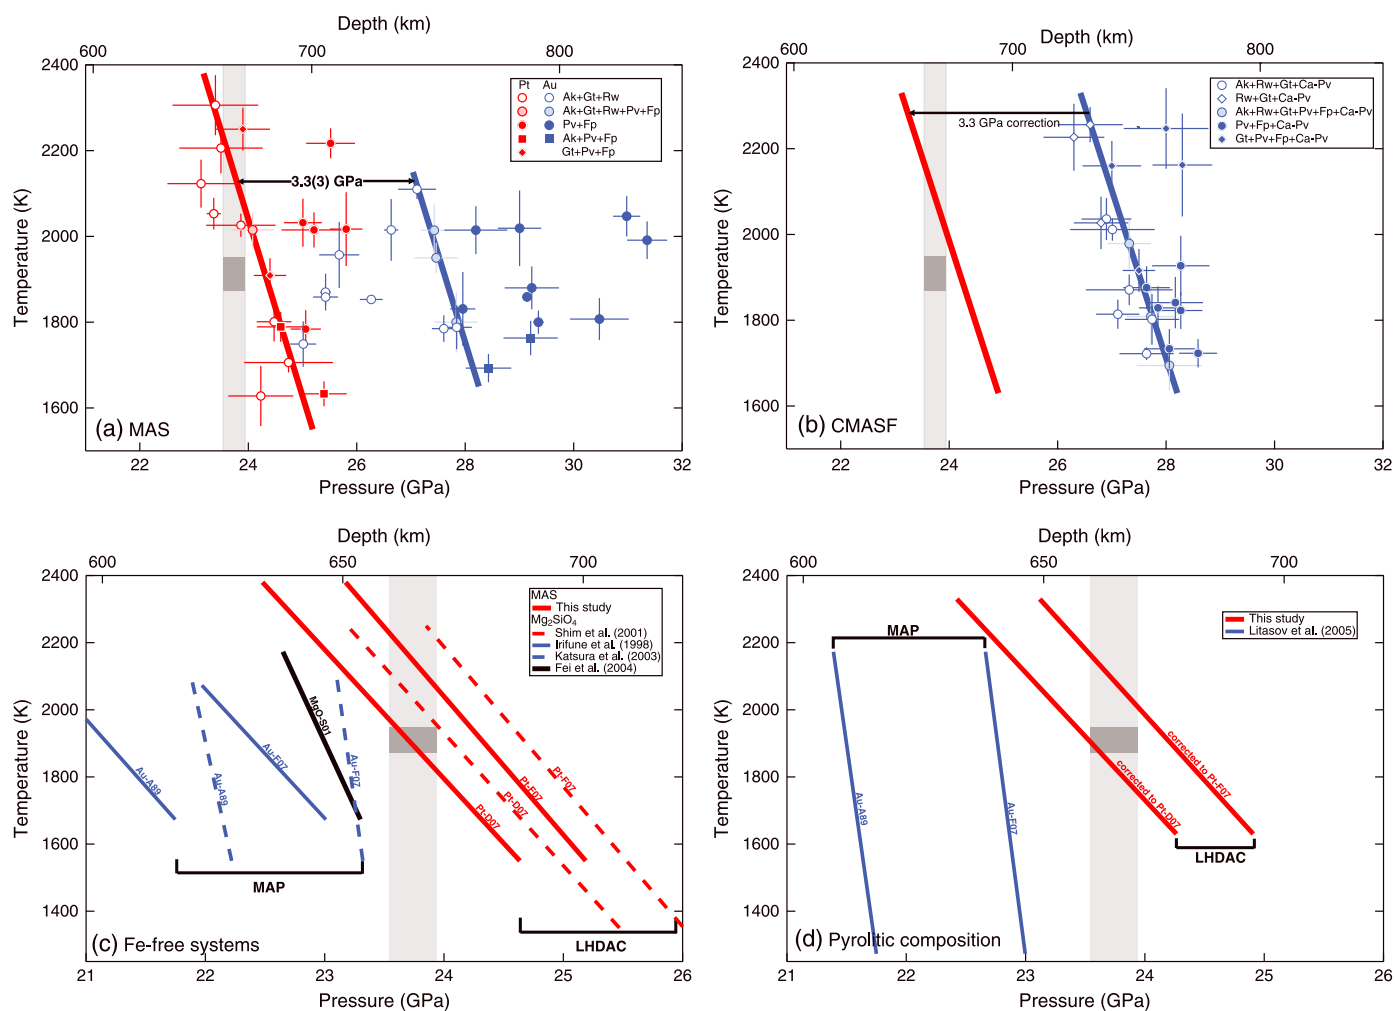 Depth (km)
600
700
800
2400
2200
2000
1800
1600
Temperature (K)
Pt Au
Ak+Gt+Rw
Ak+Gt+Rw+Pv+Fp
Pv+Fp
Ak+Pv+Fp
Gt+Pv+Fp
3.3(3) GPa
(a) MAS
22
24
26
28
30
32
Pressure (GPa)
Depth (km)
600
700
800
2400
2200
2000
1800
1600
Temperature (K)
Ak+Rw+Gt+Ca-Pv
Rw+Gt+Ca-Pv
Ak+Rw+Gt+Pv+Fp+Ca-Pv
Pv+Fp+Ca-Pv
Gt+Pv+Fp+Ca-Pv
3.3 GPa correction
(b) CMASF
22
24
26
28
30
32
Pressure (GPa)
Depth (km)
600
650
700
2400
2200
2000
1800
1600
1400
Temperature (K)
MAS
This study
Mg2SiO4
Shim et al. (2001)
Irifune et al. (1998)
Katsura et al. (2003)
Fei et al. (2004)
Au-A89
Au-A89
Au-F07
MgO-S01
Au-F07
Pt-D07
Pt-D07
Pt-F07
Pt-F07
MAP
LHDAC
(c) Fe-free systems
21
22
23
24
25
26
Pressure (GPa)
Depth (km)
600
650
700
2400
2200
2000
1800
1600
1400
Temperature (K)
This study
Litasov et al. (2005)
MAP
Au-A89
Au-F07
corrected to Pt-D07
corrected to Pt-F07
LHDAC
(d) Pyrolitic composition
21
22
23
24
25
26
Pressure (GPa)